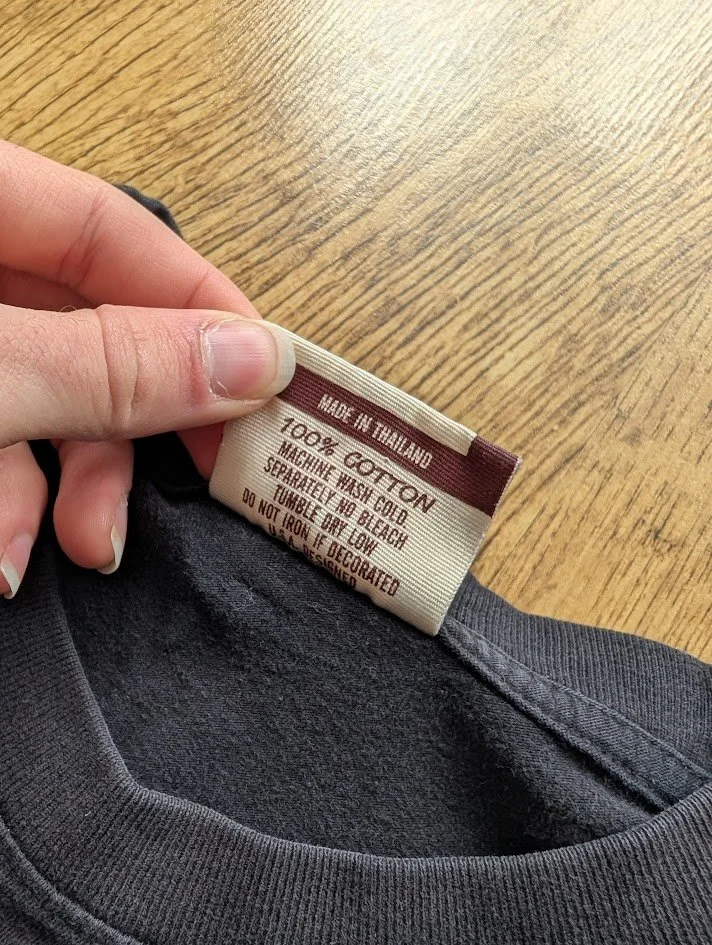 MADE IN THAILAND
100% COTTON
MACHINE WASH COLD
SEPARATELY NO BLEACH
TUMBLE DRY LOW
DO NOT IRON IF DECORATED
U.S.A. DESIGNED